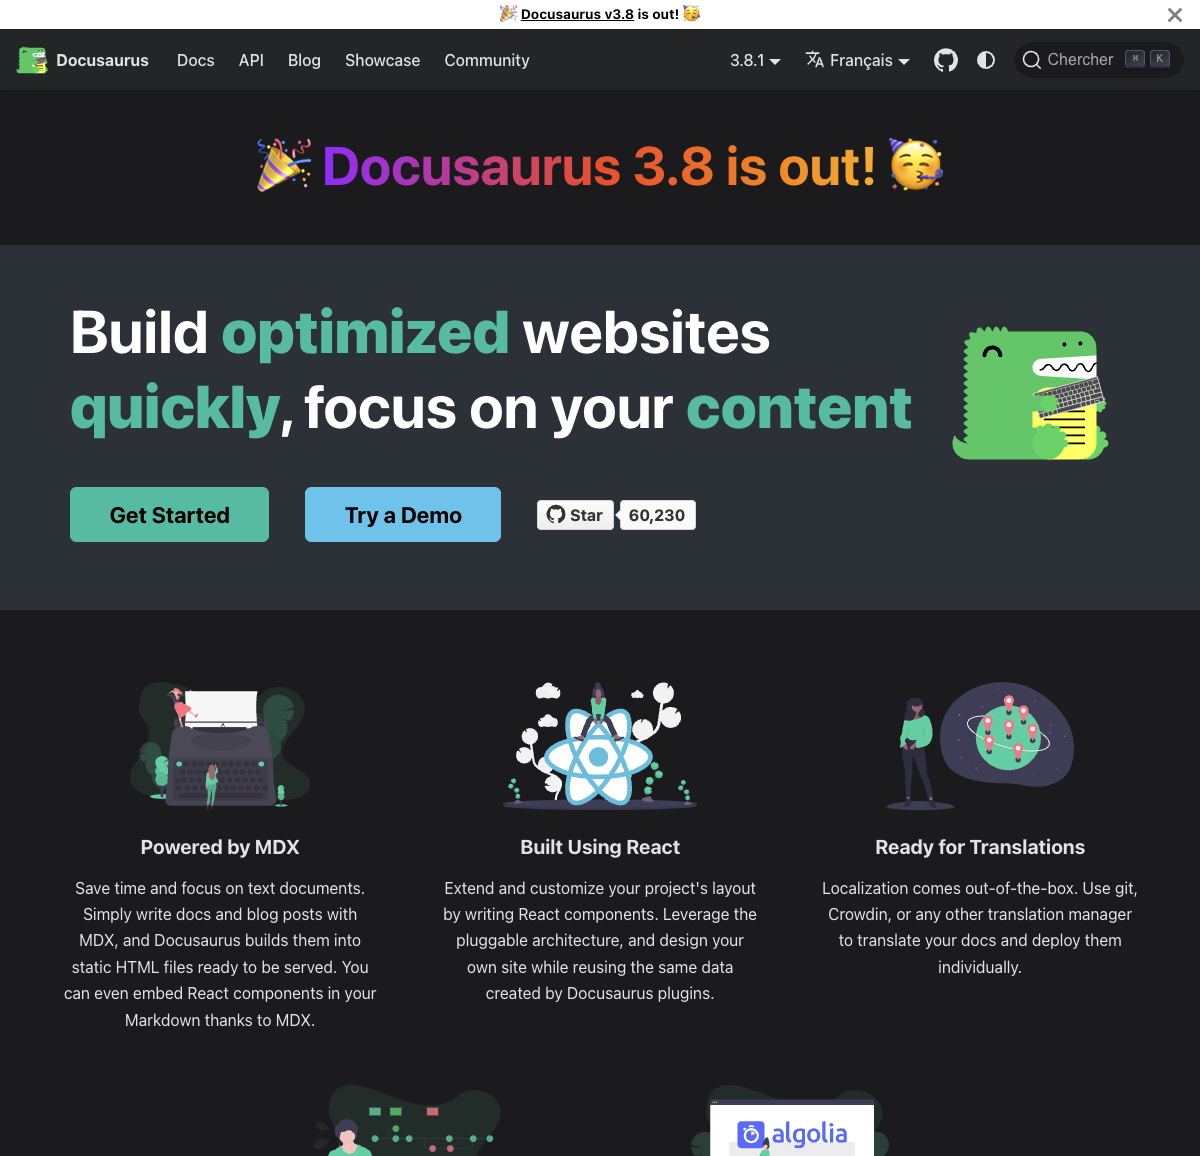 🎉 Docusaurus v3.8 is out! 🥳
Docusaurus Docs API Blog Showcase Community 3.8.1 Français Chercher ⌘ K
🎉 Docusaurus 3.8 is out! 🥳
Build optimized websites
quickly, focus on your content
Get Started Try a Demo Star 60,230
Powered by MDX
Save time and focus on text documents.
Simply write docs and blog posts with
MDX, and Docusaurus builds them into
static HTML files ready to be served. You
can even embed React components in your
Markdown thanks to MDX.
Built Using React
Extend and customize your project's layout
by writing React components. Leverage the
pluggable architecture, and design your
own site while reusing the same data
created by Docusaurus plugins.
Ready for Translations
Localization comes out-of-the-box. Use git,
Crowdin, or any other translation manager
to translate your docs and deploy them
individually.
algolia